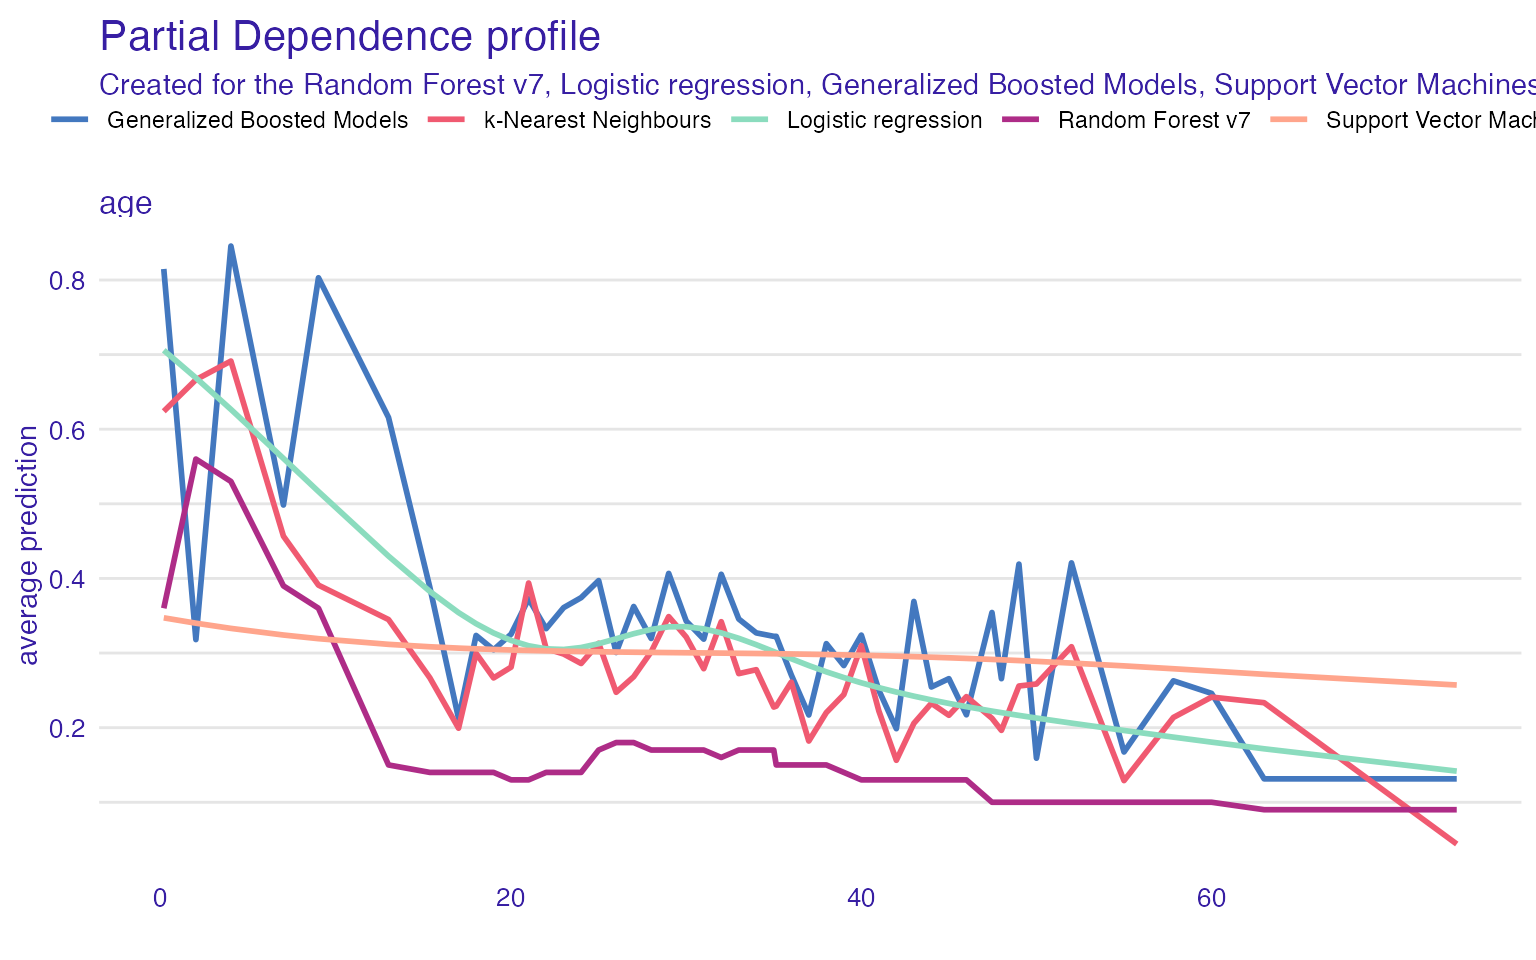 Partial Dependence profile
Created for the Random Forest v7, Logistic regression, Generalized Boosted Models, Support Vector Machines
Generalized Boosted Models k-Nearest Neighbours Logistic regression Random Forest v7 Support Vector
age
average prediction
0.8
0.6
0.4
0.2
0 20 40 60